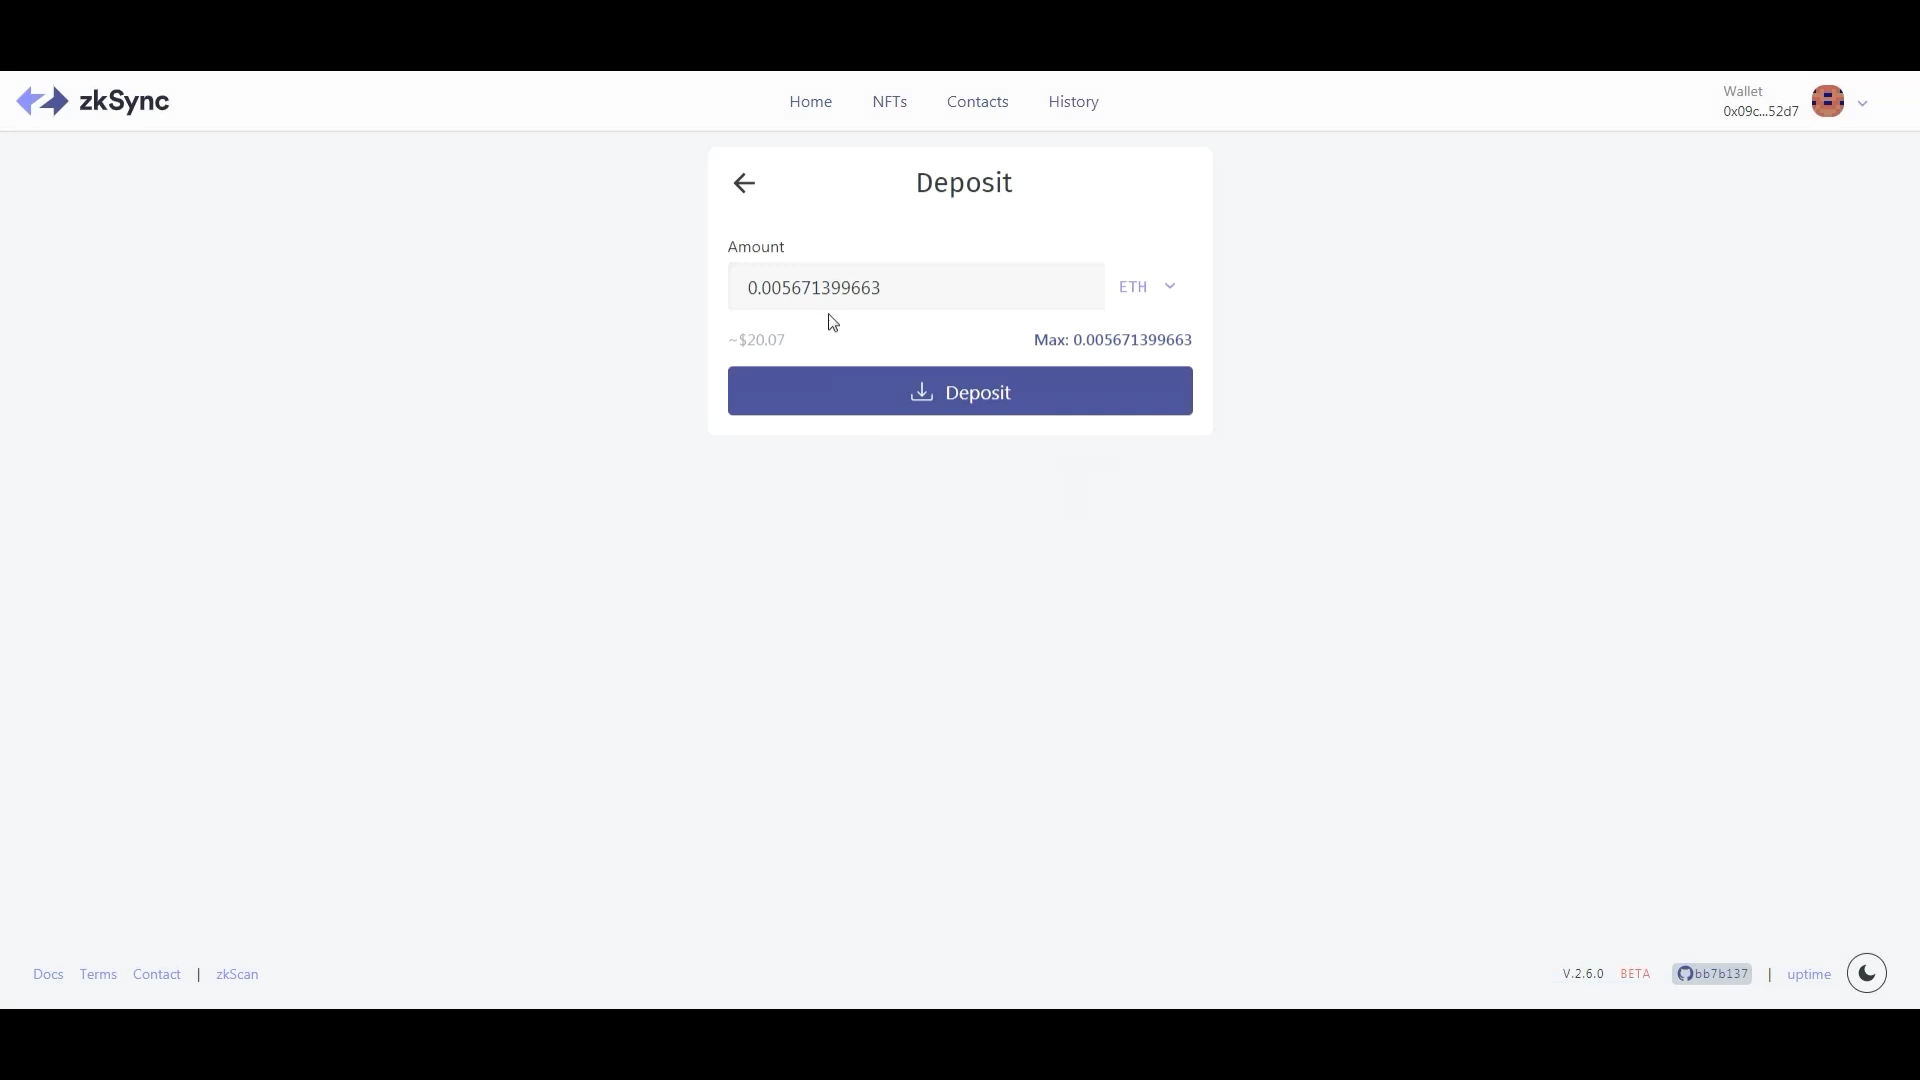 zkSync
Home NFTs Contacts History
Wallet
0x09c...52d7
Deposit
Amount
0.005671399663 ETH
~$20.07 Max: 0.005671399663
Deposit
Docs Terms Contact | zkScan
V.2.6.0 BETA bb7b137 | uptime